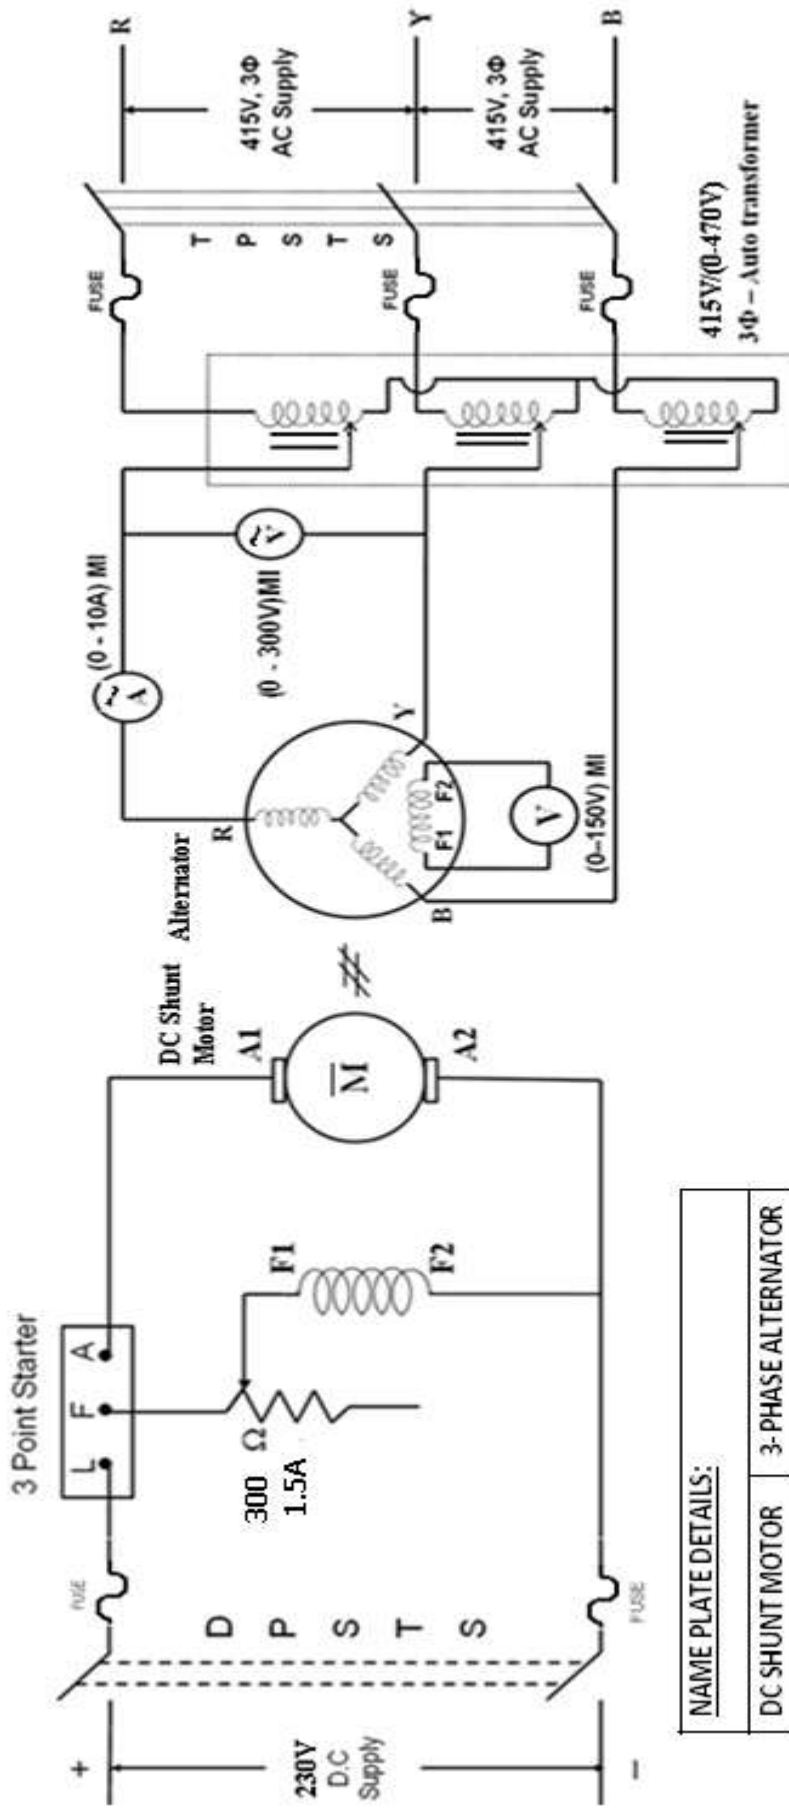 3 Point Starter
L F A
FUSE
+
230V
D.C
Supply
–
D P S T S
FUSE
300 Ω
1.5A
F1
F2
DC Shunt
Motor
A1
M
A2
Alternator
R
Y
B
F1 F2
V
(0–150V) MI
A
(0 - 10A) MI
V
(0 - 300V)MI
FUSE
FUSE
FUSE
T P S T S
415V, 3Φ
AC Supply
415V, 3Φ
AC Supply
R
Y
B
415V/(0-470V)
3Φ – Auto transformer
NAME PLATE DETAILS:
DC SHUNT MOTOR 3- PHASE ALTERNATOR